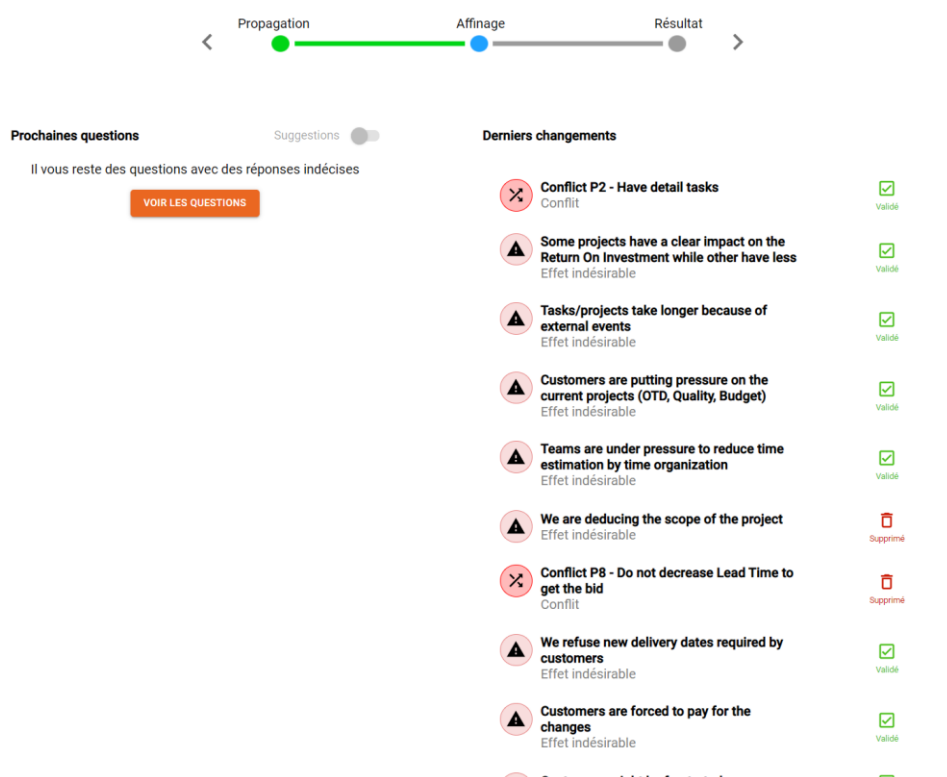 Propagation
Affinage
Résultat
Prochaines questions
Suggestions
Il vous reste des questions avec des réponses indécises
VOIR LES QUESTIONS
Derniers changements
Conflict P2 - Have detail tasks
Conflit
Validé
Some projects have a clear impact on the
Return On Investment while other have less
Effet indésirable
Validé
Tasks/projects take longer because of
external events
Effet indésirable
Validé
Customers are putting pressure on the
current projects (OTD, Quality, Budget)
Effet indésirable
Validé
Teams are under pressure to reduce time
estimation by time organization
Effet indésirable
Validé
We are deducing the scope of the project
Effet indésirable
Supprimé
Conflict P8 - Do not decrease Lead Time to
get the bid
Conflit
Supprimé
We refuse new delivery dates required by
customers
Effet indésirable
Validé
Customers are forced to pay for the
changes
Effet indésirable
Validé